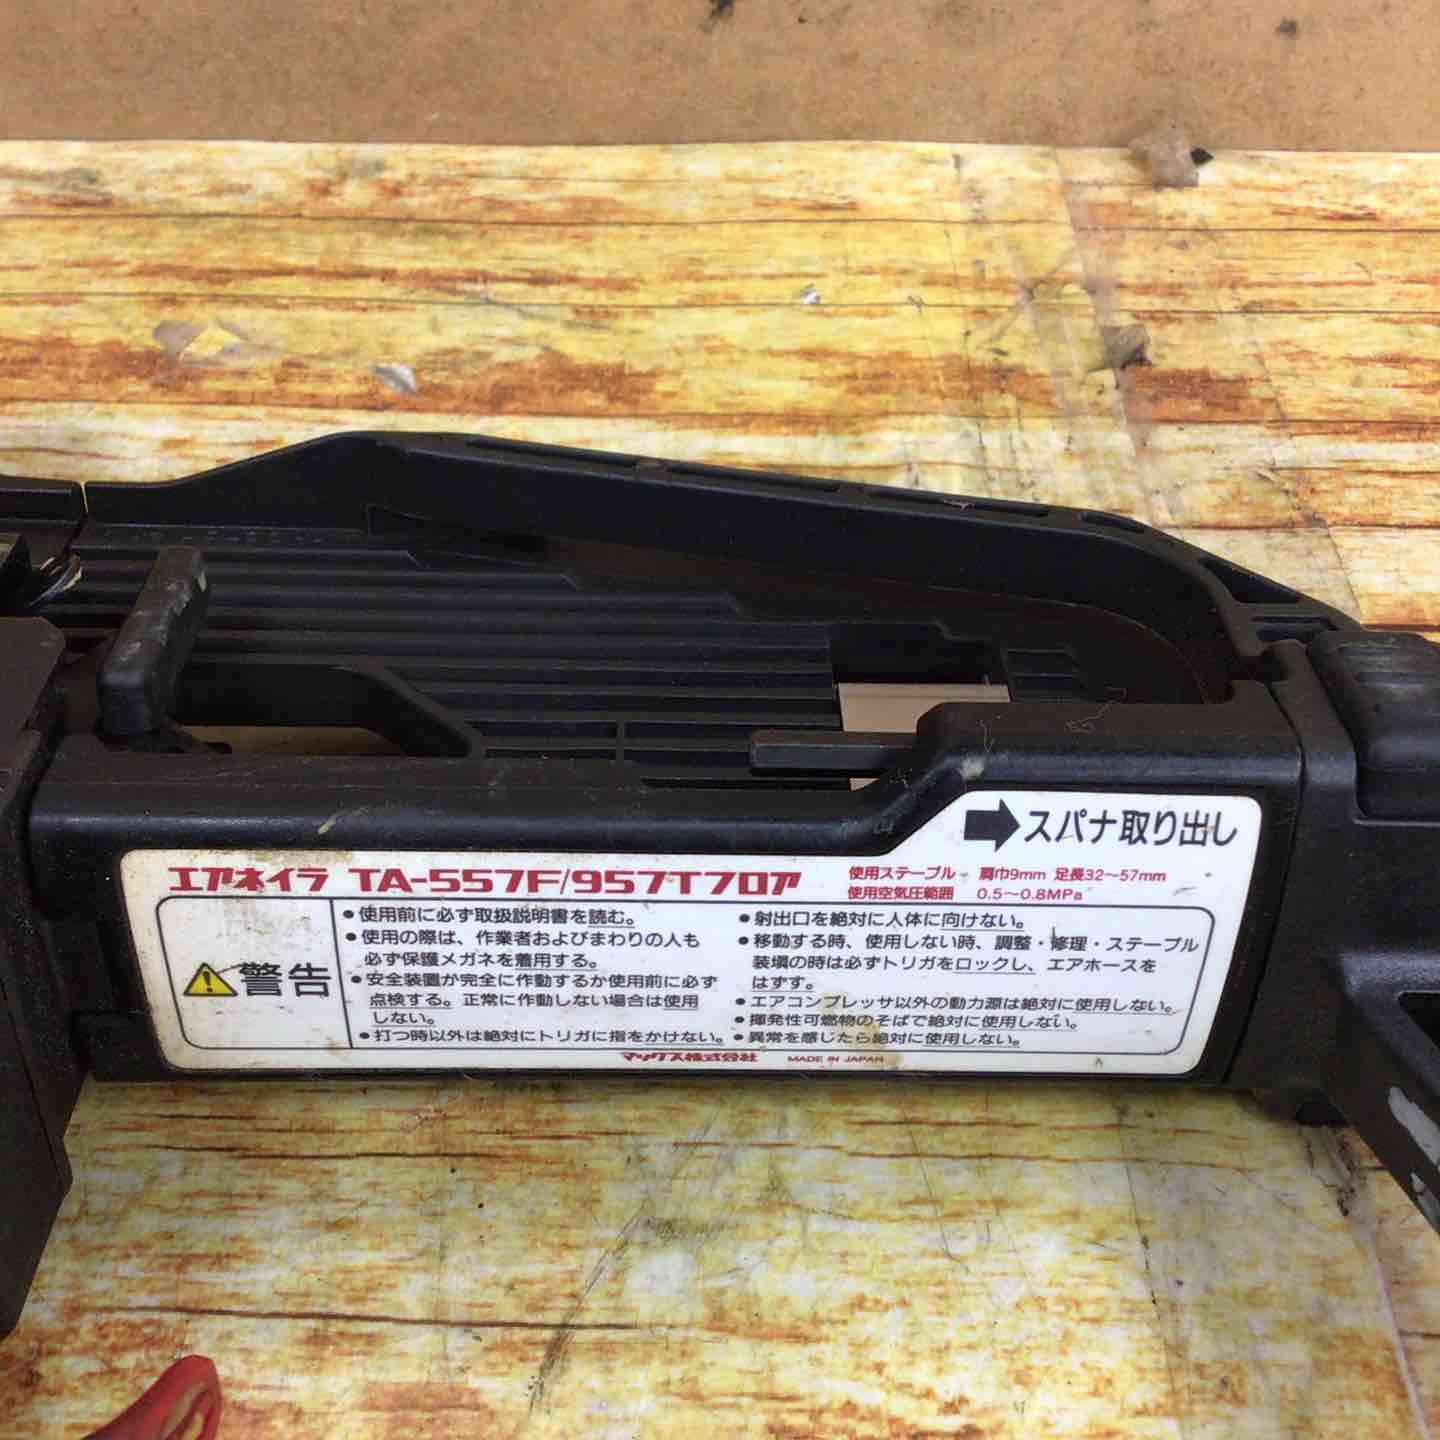 スパナ取り出し
エアネイラ TA-557F/957Tフロア
使用ステープル 肩巾9mm 足長32〜57mm
使用空気圧範囲 0.5〜0.8MPa
警告
●使用前に必ず取扱説明書を読む。
●使用の際は、作業者およびまわりの人も
必ず保護メガネを着用する。
●安全装置が完全に作動するか使用前に必ず
点検する。正常に作動しない場合は使用
しない。
●打つ時以外は絶対にトリガに指をかけない。
●射出口を絶対に人体に向けない。
●移動する時、使用しない時、調整・修理・ステープル
装塡の時は必ずトリガをロックし、エアホースを
はずす。
●エアコンプレッサ以外の動力源は絶対に使用しない。
●揮発性可燃物のそばで絶対に使用しない。
●異常を感じたら絶対に使用しない。
マックス株式会社 MADE IN JAPAN